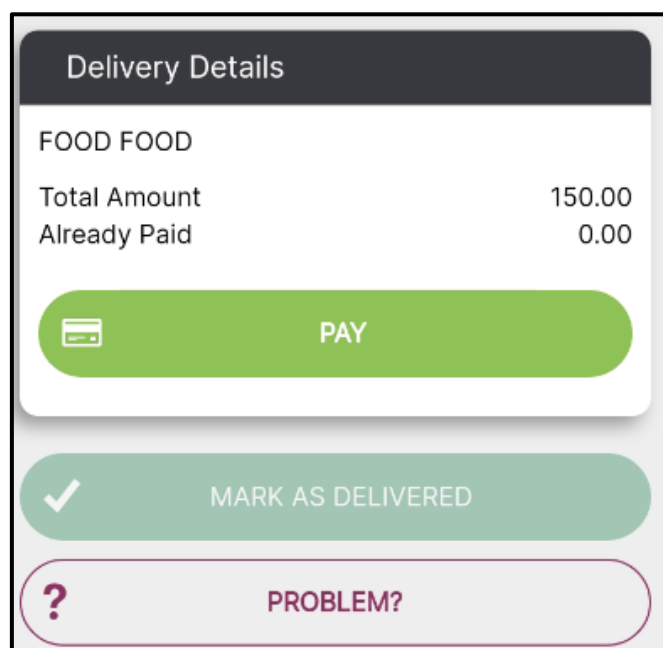 Delivery Details
FOOD FOOD
Total Amount 150.00
Already Paid 0.00
PAY
MARK AS DELIVERED
? PROBLEM?